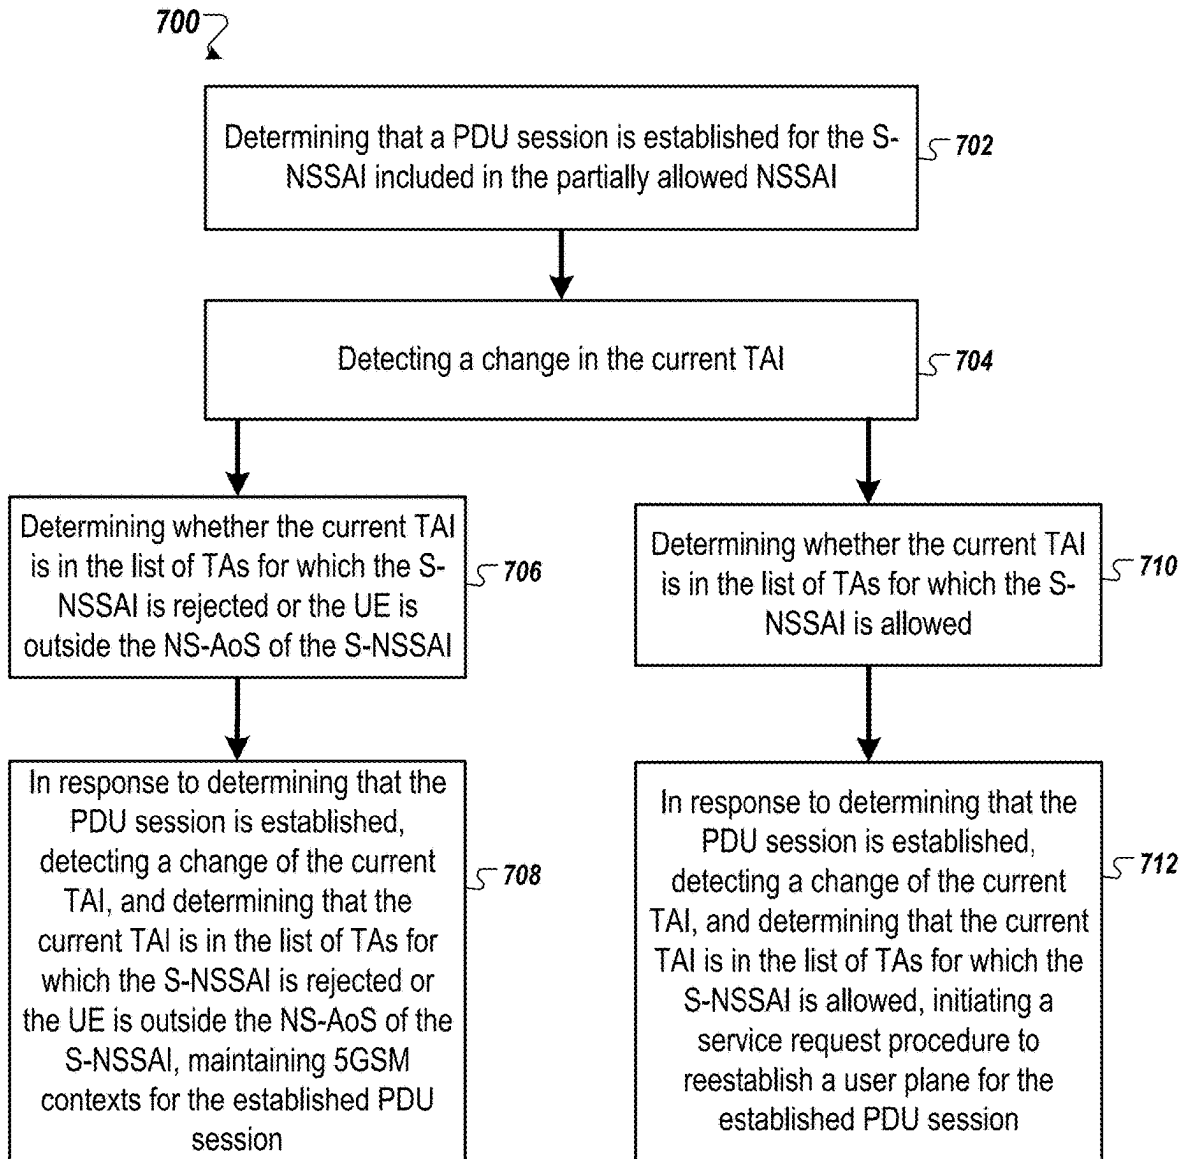 700
Determining that a PDU session is established for the S-
NSSAI included in the partially allowed NSSAI
702
Detecting a change in the current TAI
704
Determining whether the current TAI
is in the list of TAs for which the S-
NSSAI is rejected or the UE is
outside the NS-AoS of the S-NSSAI
706
Determining whether the current TAI
is in the list of TAs for which the S-
NSSAI is allowed
710
In response to determining that the
PDU session is established,
detecting a change of the current
TAI, and determining that the
current TAI is in the list of TAs for
which the S-NSSAI is rejected or
the UE is outside the NS-AoS of the
S-NSSAI, maintaining 5GSM
contexts for the established PDU
session
708
In response to determining that the
PDU session is established,
detecting a change of the current
TAI, and determining that the current
TAI is in the list of TAs for which the
S-NSSAI is allowed, initiating a
service request procedure to
reestablish a user plane for the
established PDU session
712